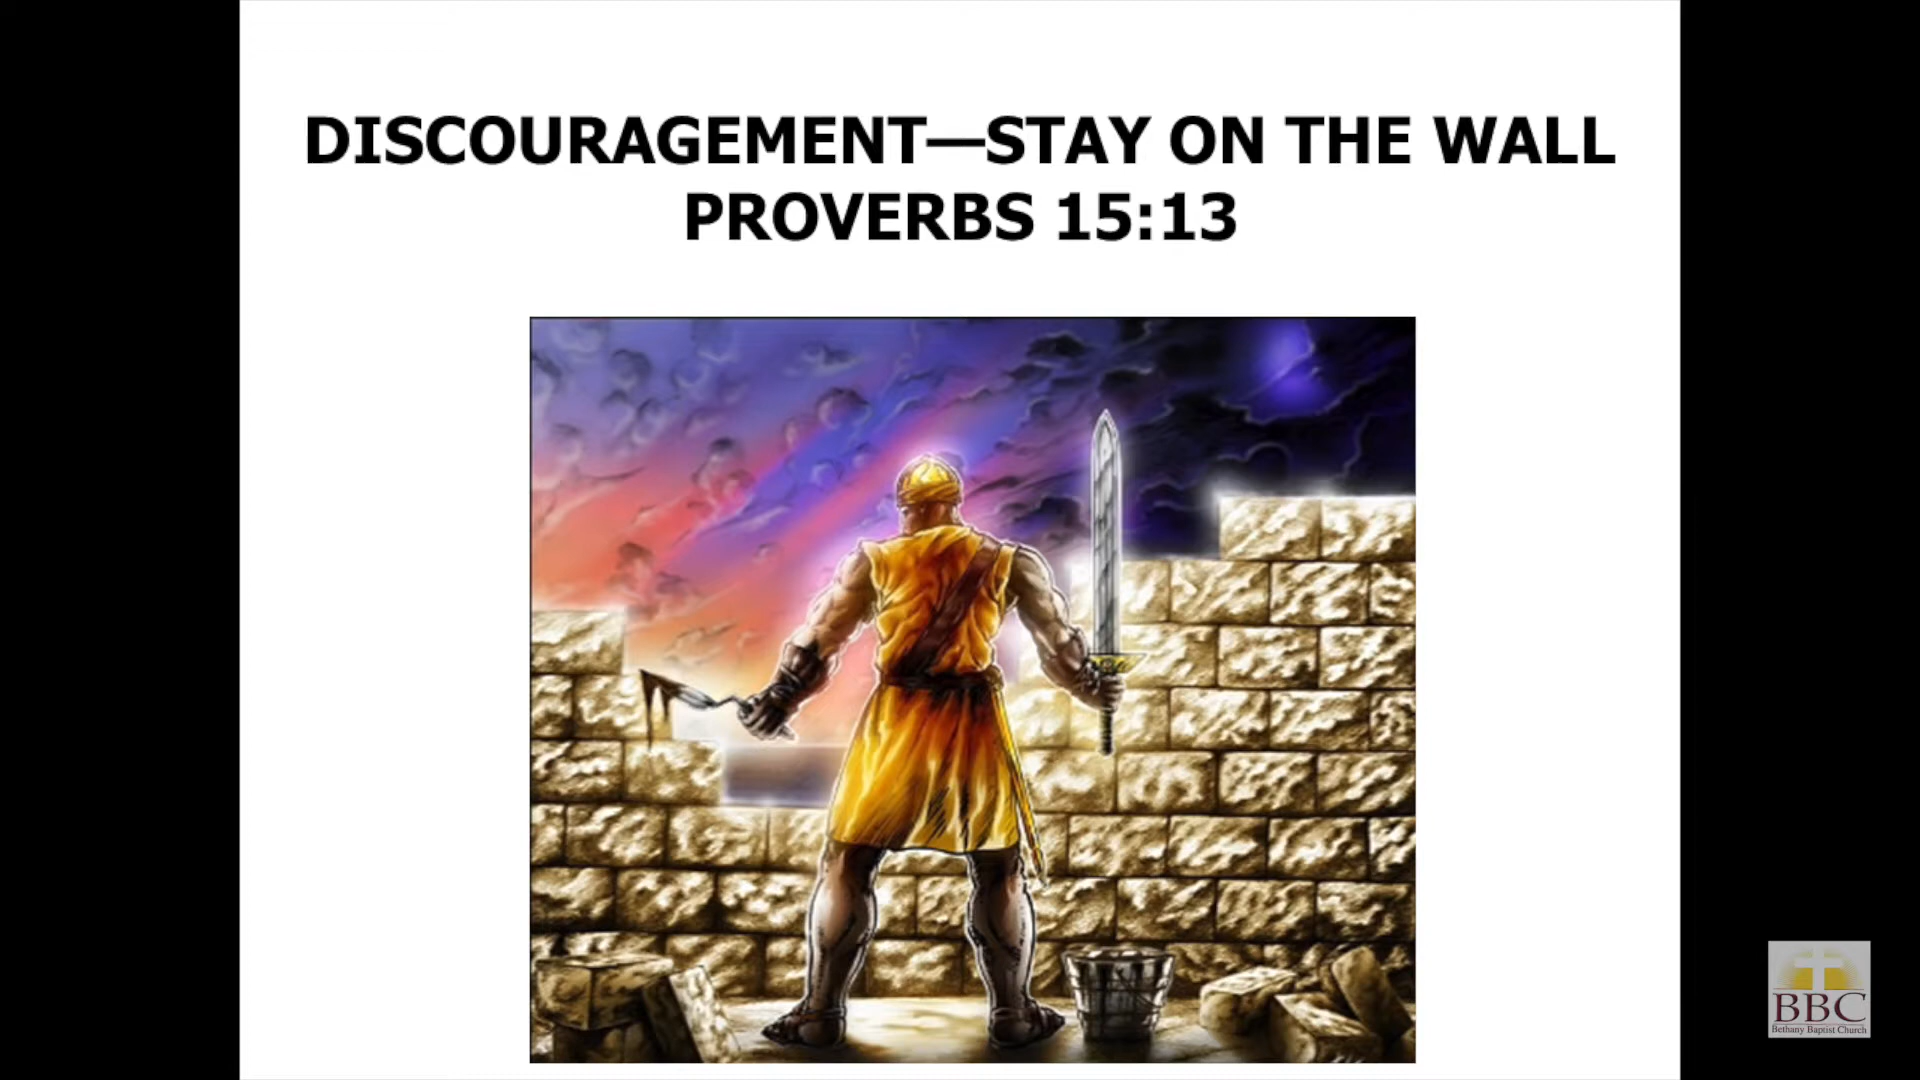 DISCOURAGEMENT—STAY ON THE WALL
PROVERBS 15:13
BBC
Bethany Baptist Church